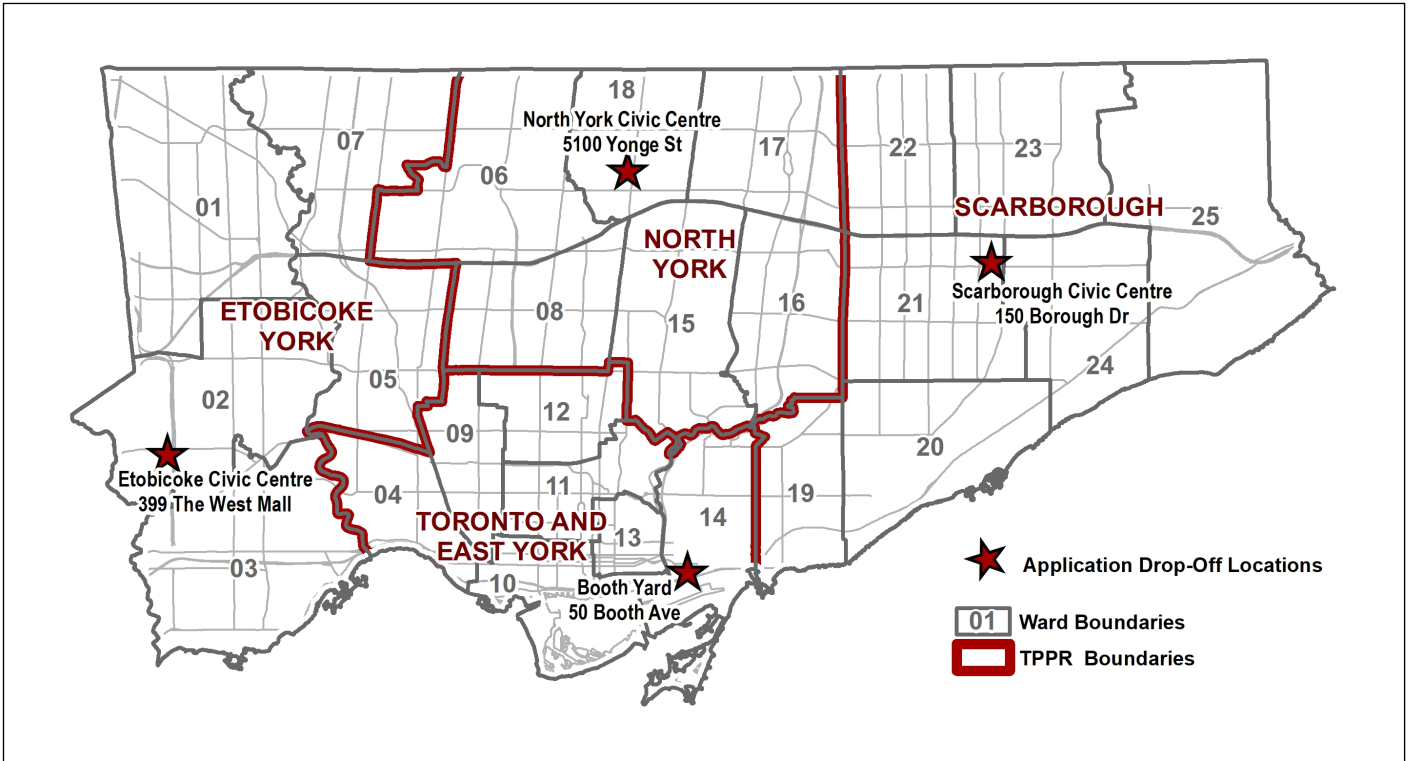 18
North York Civic Centre
5100 Yonge St
07
17
22
23
06
01
SCARBOROUGH
25
NORTH
YORK
Scarborough Civic Centre
150 Borough Dr
ETOBICOKE
YORK
08
16
21
15
24
05
02
12
09
20
Etobicoke Civic Centre
399 The West Mall
04
11
19
TORONTO AND
EAST YORK
14
13
03
10
Booth Yard
50 Booth Ave
Application Drop-Off Locations
01 Ward Boundaries
TPPR Boundaries